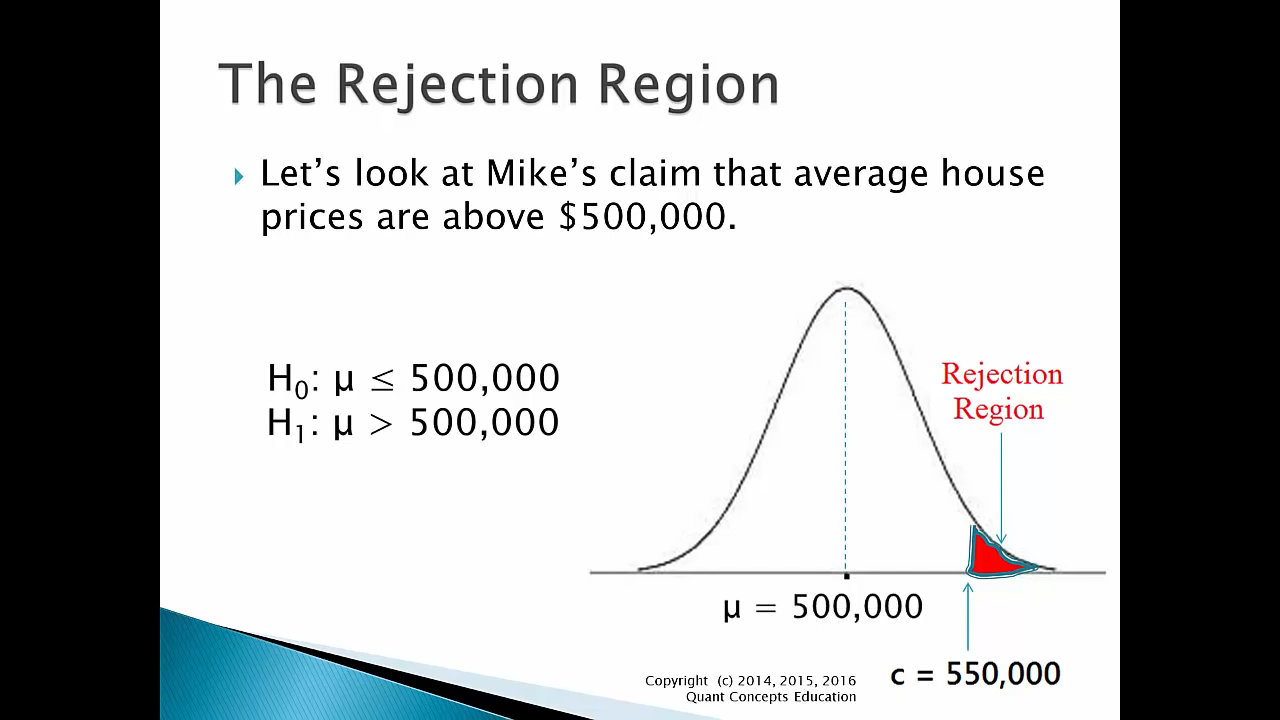 The Rejection Region
Let’s look at Mike’s claim that average house
prices are above $500,000.
H₀: µ ≤ 500,000
H₁: µ > 500,000
Rejection
Region
µ = 500,000
c = 550,000
Copyright (c) 2014, 2015, 2016
Quant Concepts Education